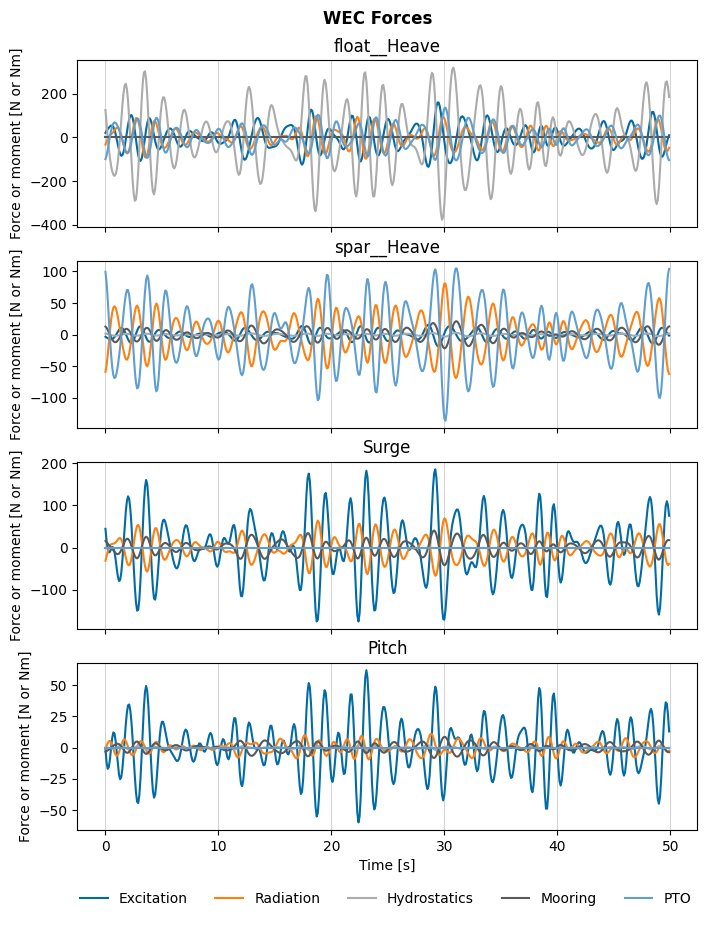 WEC Forces
float__Heave
Force or moment [N or Nm]
200
0
−200
−400
spar__Heave
Force or moment [N or Nm]
100
50
0
−50
−100
Surge
Force or moment [N or Nm]
200
100
0
−100
Pitch
Force or moment [N or Nm]
50
25
0
−25
−50
0 10 20 30 40 50
Time [s]
Excitation Radiation Hydrostatics Mooring PTO